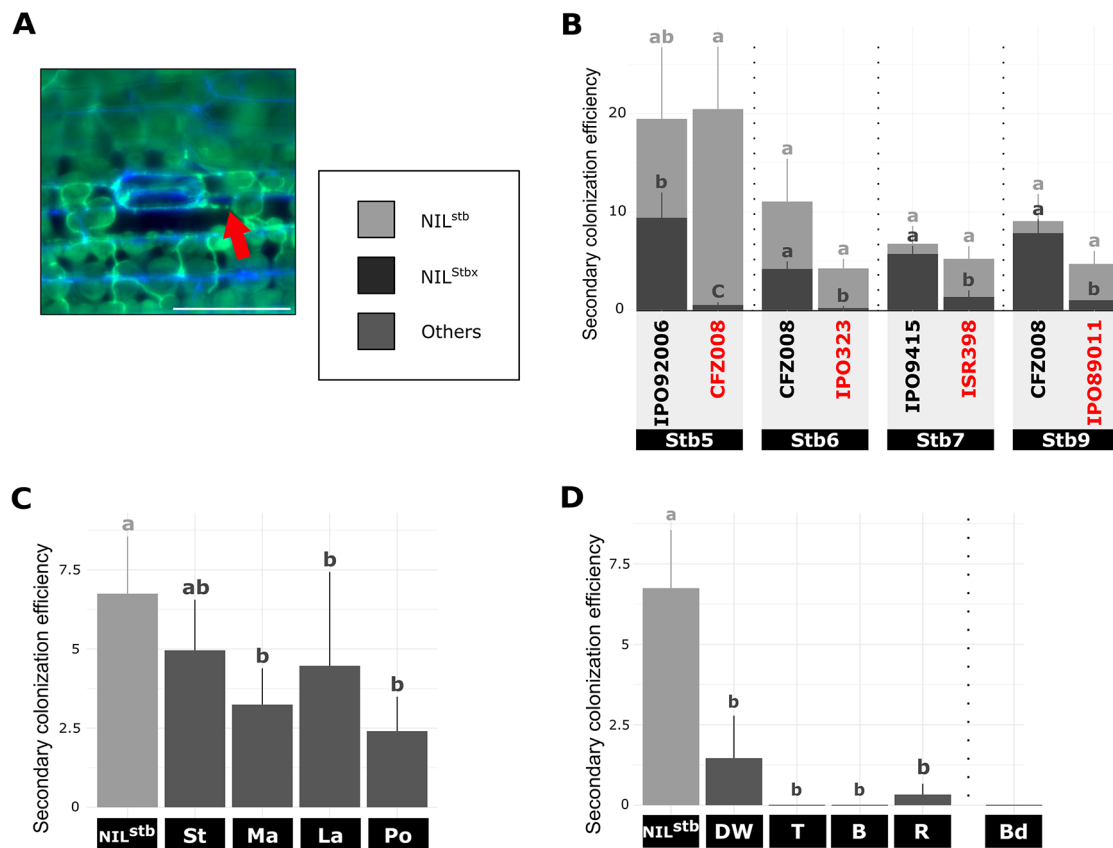 A
NIL^stb
NIL^Stbx
Others
B
Secondary colonization efficiency
20
10
0
ab
a
b
C
a
a
a
b
a
a
a
b
a
a
a
b
IPO92006
CFZ008
CFZ008
IPO323
IPO9415
ISR398
CFZ008
IPO89011
Stb5
Stb6
Stb7
Stb9
C
Secondary colonization efficiency
7.5
5
2.5
0
a
ab
b
b
b
NIL^stb
St
Ma
La
Po
D
Secondary colonization efficiency
7.5
5
2.5
0
a
b
b
b
b
NIL^stb
DW
T
B
R
Bd